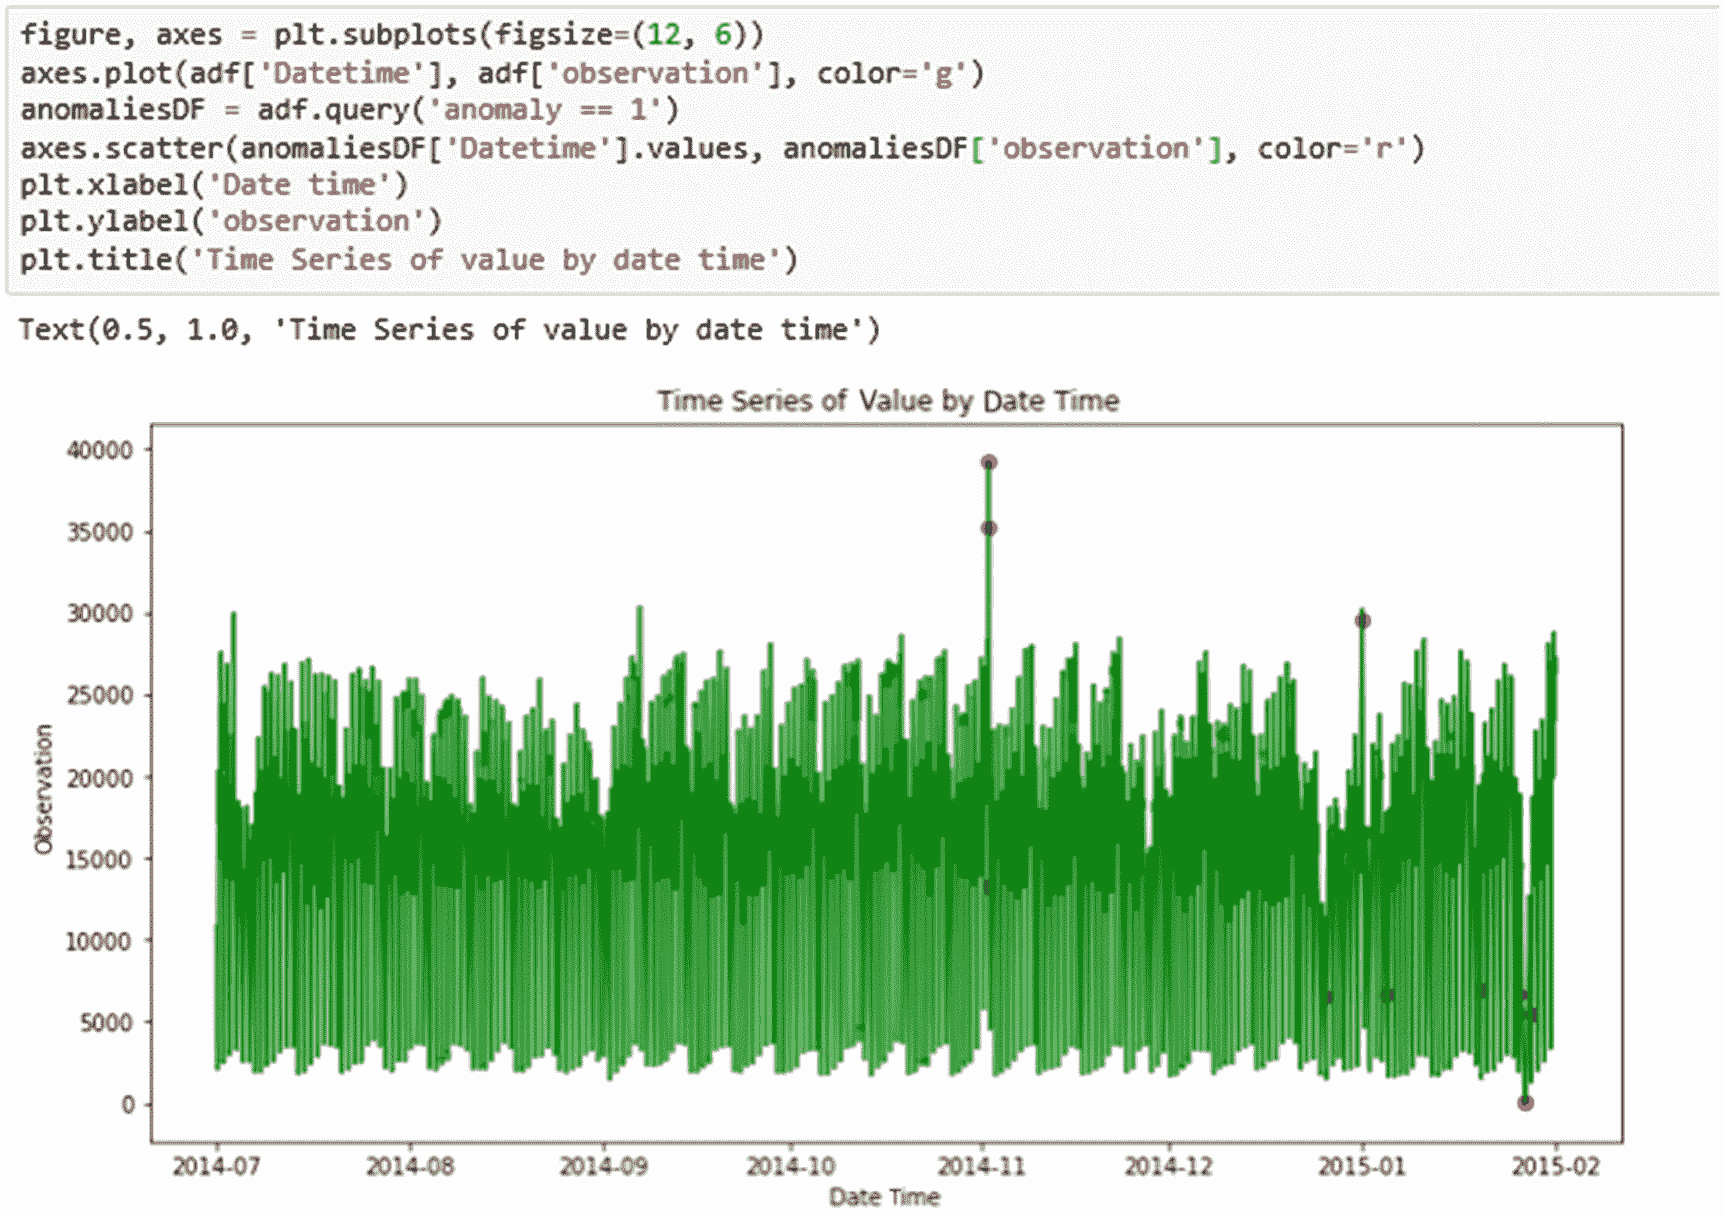 figure, axes = plt.subplots(figsize=(12, 6))
axes.plot(adf['Datetime'], adf['observation'], color='g')
anomaliesDF = adf.query('anomaly == 1')
axes.scatter(anomaliesDF['Datetime'].values, anomaliesDF['observation'], color='r')
plt.xlabel('Date time')
plt.ylabel('observation')
plt.title('Time Series of value by date time')
Text(0.5, 1.0, 'Time Series of value by date time')
Time Series of Value by Date Time
40000
35000
30000
25000
20000
15000
10000
5000
0
Observation
2014-07 2014-08 2014-09 2014-10 2014-11 2014-12 2015-01 2015-02
Date Time